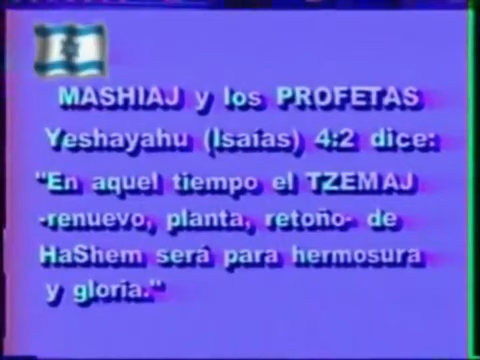 MASHIAJ y los PROFETAS
Yeshayahu (Isaías) 4:2 dice:
"En aquel tiempo el TZEMAJ
-renuevo, planta, retoño- de
HaShem será para hermosura
y gloria."